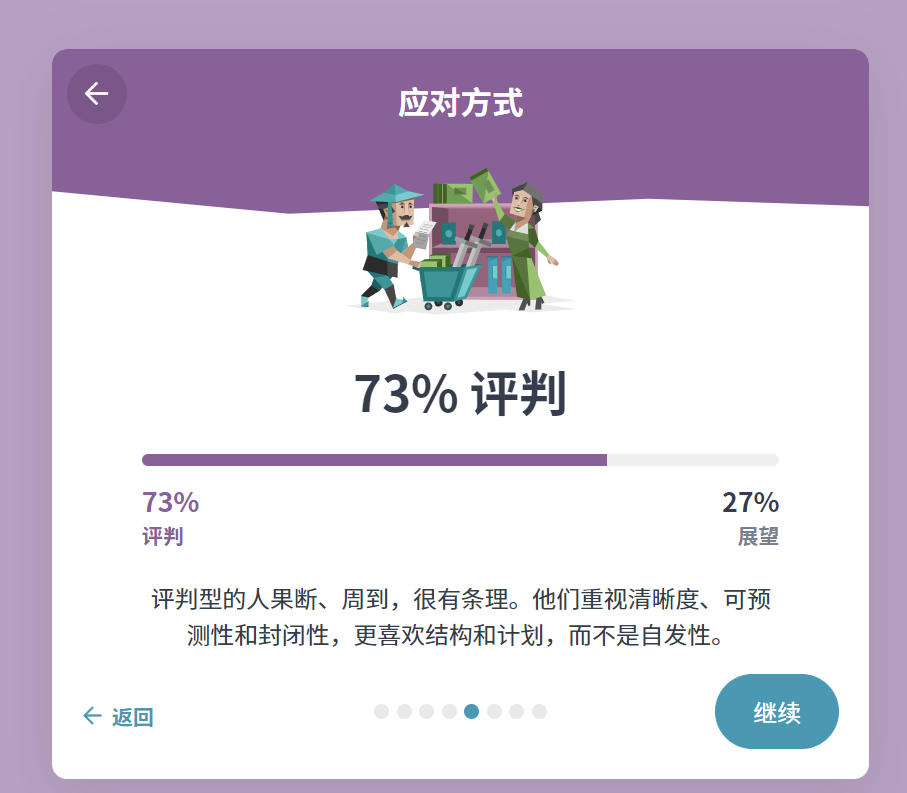 应对方式
73% 评判
73%
27%
评判
展望
评判型的人果断、周到，很有条理。他们重视清晰度、可预
测性和封闭性，更喜欢结构和计划，而不是自发性。
返回
继续